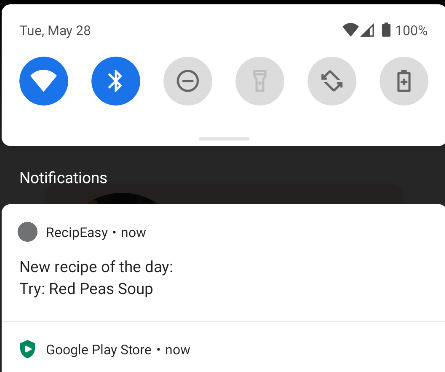 Tue, May 28 100%
Notifications
RecipEasy • now
New recipe of the day:
Try: Red Peas Soup
Google Play Store • now